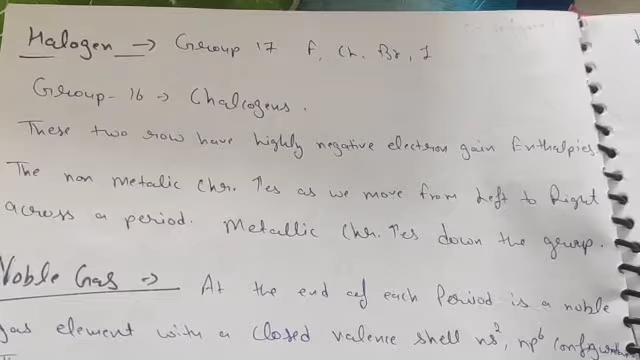 Halogen → Group 17 F, Cl, Br, I
Group-16 → Chalcogens.
These two row have highly negative electron gain Enthalpies
The non Metalic Chr. ↑es as we move from Left to Right
across a period. Metallic Chr. ↑es down the group.
Noble Gas → At the end of each Period is a noble
gas element with a closed valence shell ns², np⁶